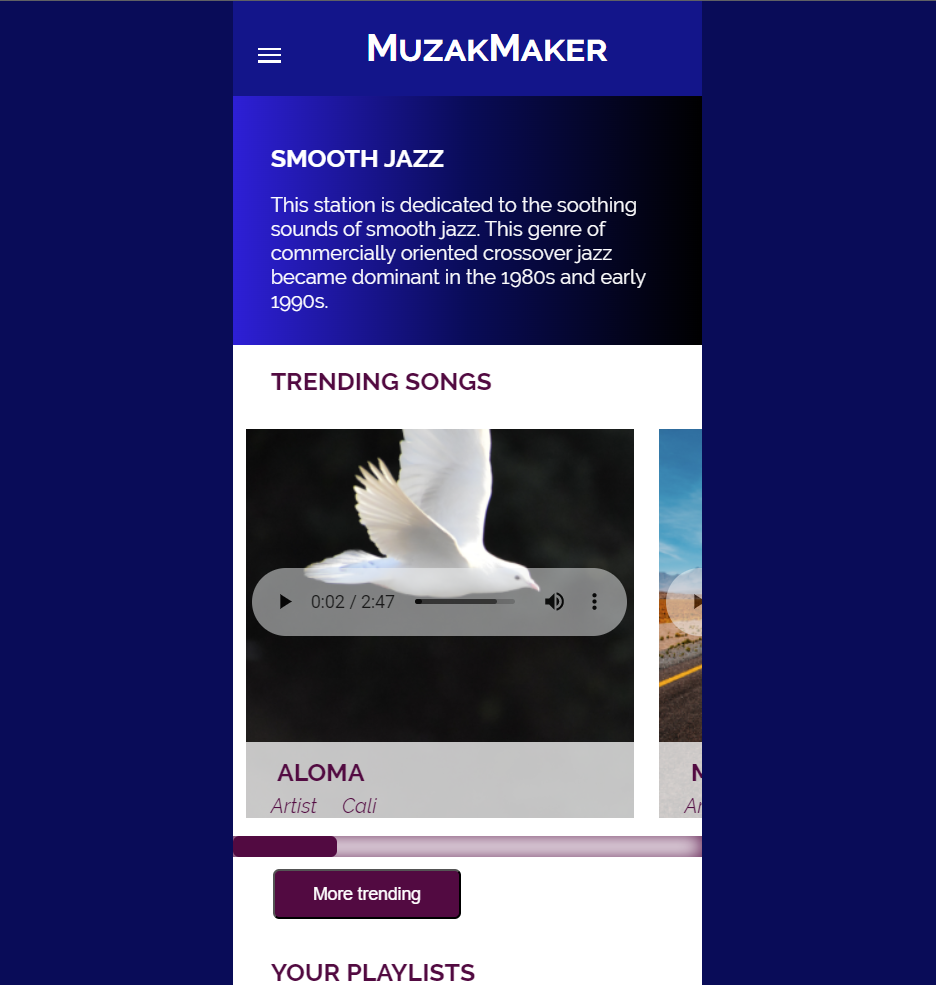 MUZAKMAKER
SMOOTH JAZZ
This station is dedicated to the soothing
sounds of smooth jazz. This genre of
commercially oriented crossover jazz
became dominant in the 1980s and early
1990s.
TRENDING SONGS
0:02 / 2:47
ALOMA
Artist Cali
More trending
YOUR PLAYLISTS